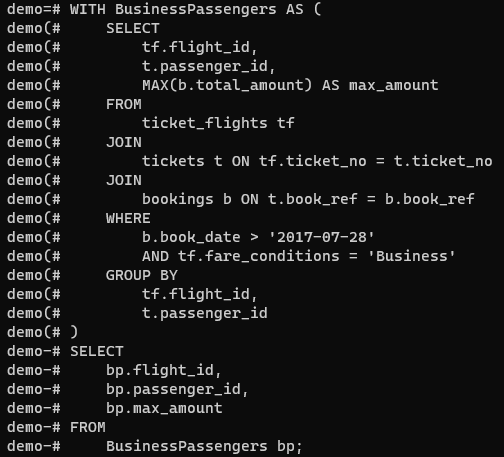 demo=# WITH BusinessPassengers AS (
demo(#     SELECT
demo(#         tf.flight_id,
demo(#         t.passenger_id,
demo(#         MAX(b.total_amount) AS max_amount
demo(#     FROM
demo(#         ticket_flights tf
demo(#     JOIN
demo(#         tickets t ON tf.ticket_no = t.ticket_no
demo(#     JOIN
demo(#         bookings b ON t.book_ref = b.book_ref
demo(#     WHERE
demo(#         b.book_date > '2017-07-28'
demo(#         AND tf.fare_conditions = 'Business'
demo(#     GROUP BY
demo(#         tf.flight_id,
demo(#         t.passenger_id
demo(# )
demo-# SELECT
demo-#     bp.flight_id,
demo-#     bp.passenger_id,
demo-#     bp.max_amount
demo-# FROM
demo-#     BusinessPassengers bp;